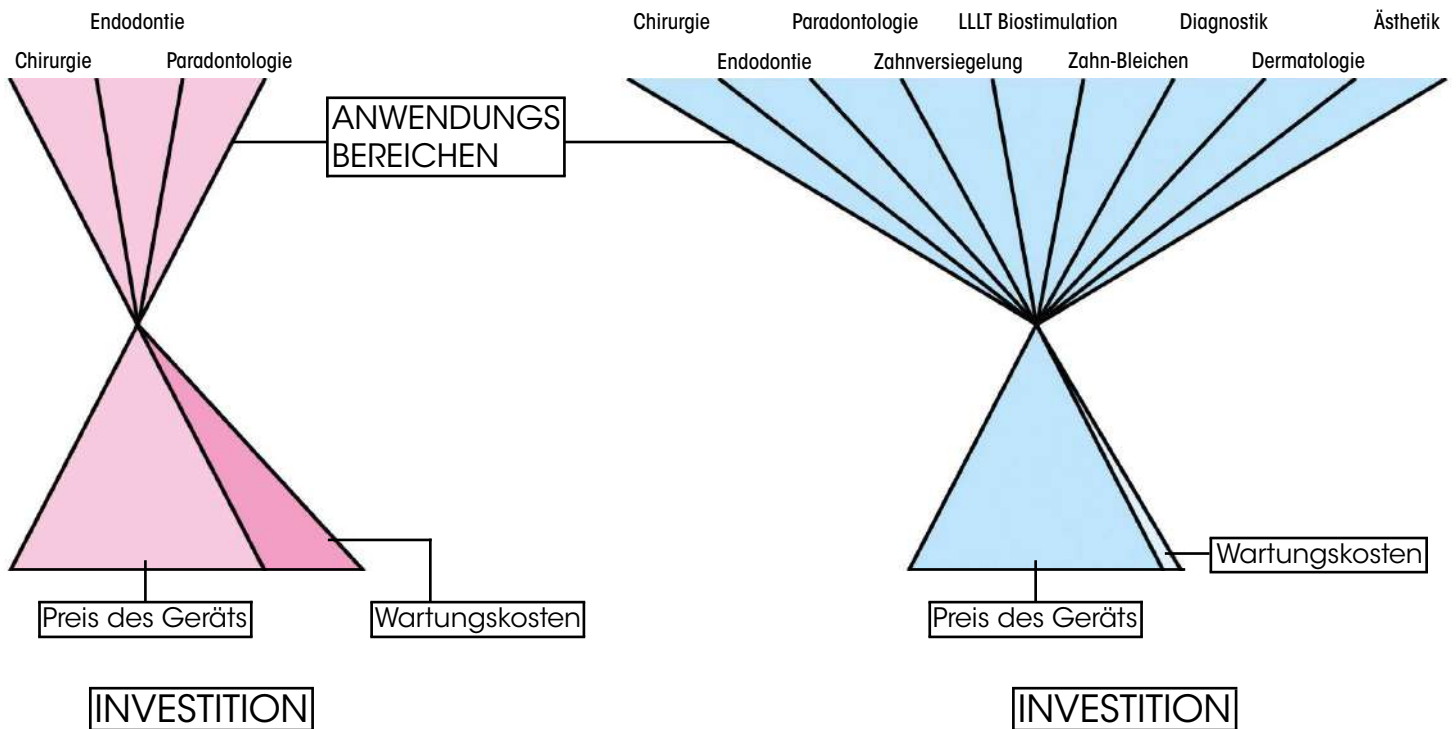 Endodontie
Chirurgie Paradontologie
Chirurgie Paradontologie LLLT Biostimulation Diagnostik Ästhetik
Endodontie Zahnversiegelung Zahn-Bleichen Dermatologie
ANWENDUNGS
BEREICHEN
Preis des Geräts
Wartungskosten
INVESTITION
Wartungskosten
Preis des Geräts
INVESTITION